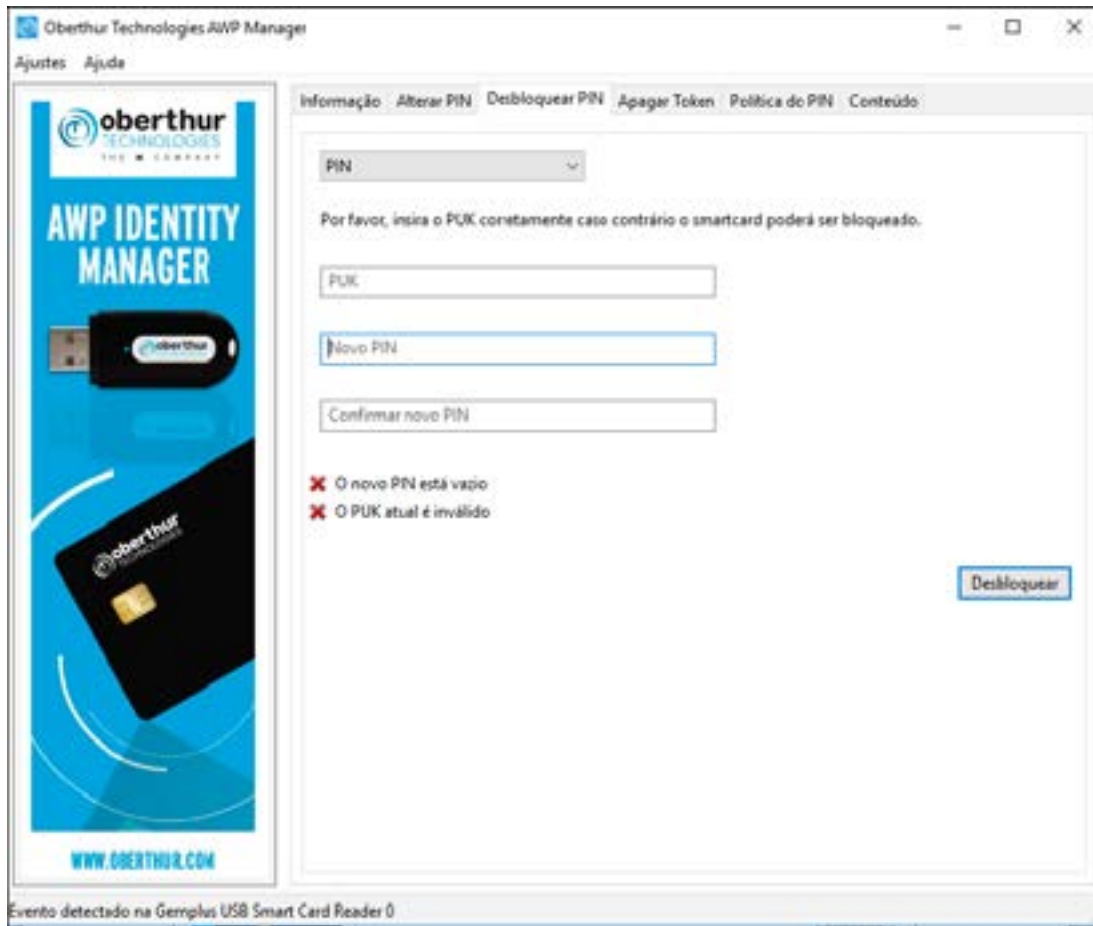 Oberthur Technologies AWP Manager
Ajustes Ajuda
oberthur
TECHNOLOGIES
THE M COMPANY
AWP IDENTITY
MANAGER
oberthur
oberthur
TECHNOLOGIES
WWW.OBERTHUR.COM
Informação Alterar PIN Desbloquear PIN Apagar Token Política do PIN Conteúdo
PIN
Por favor, insira o PUK corretamente caso contrário o smartcard poderá ser bloqueado.
PUK
Novo PIN
Confirmar novo PIN
O novo PIN está vazio
O PUK atual é inválido
Desbloquear
Evento detectado na Gemplus USB Smart Card Reader 0